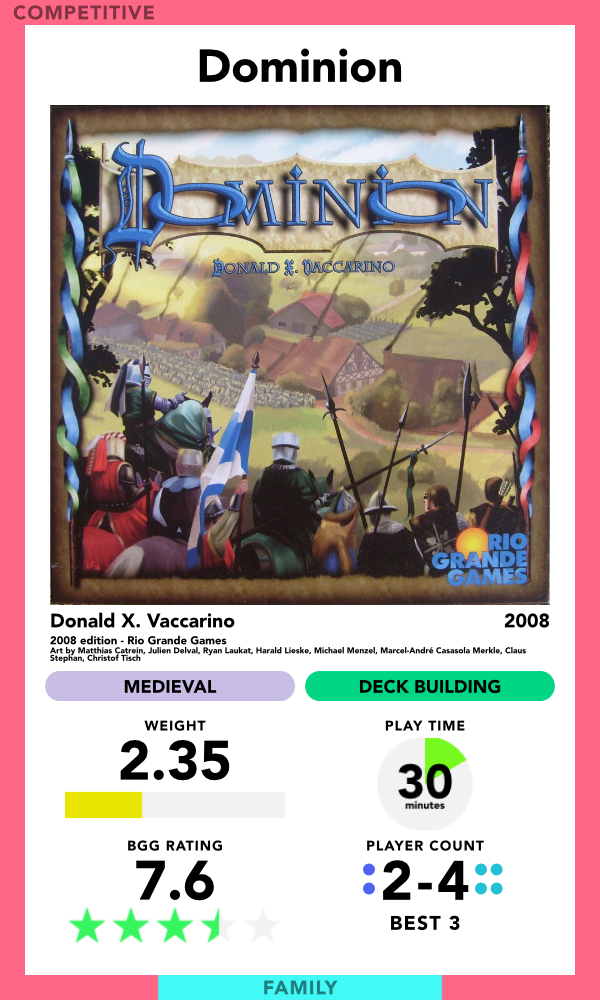 COMPETITIVE
Dominion
DOMINION
DONALD X. VACCARINO
RIO
GRANDE
GAMES
Donald X. Vaccarino 2008
2008 edition - Rio Grande Games
Art by Matthias Catrein, Julien Delval, Ryan Laukat, Harald Lieske, Michael Menzel, Marcel-André Casasola Merkle, Claus
Stephan, Christof Tisch
MEDIEVAL DECK BUILDING
WEIGHT PLAY TIME
2.35 30
minutes
BGG RATING PLAYER COUNT
7.6 2-4
BEST 3
FAMILY